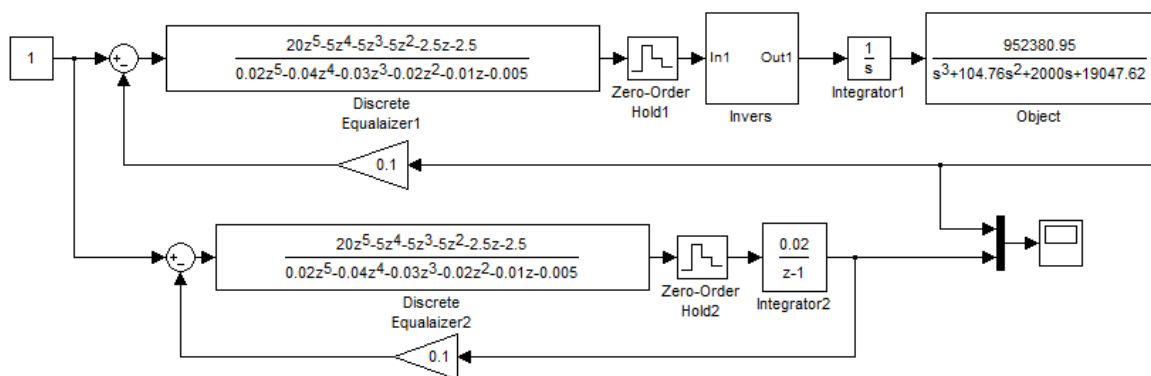 1
+
-
20z5-5z4-5z3-5z2-2.5z-2.5
0.02z5-0.04z4-0.03z3-0.02z2-0.01z-0.005
Discrete
Equalaizer1
Zero-Order
Hold1
In1
Out1
Invers
1
s
Integrator1
952380.95
s3+104.76s2+2000s+19047.62
Object
0.1
+
-
20z5-5z4-5z3-5z2-2.5z-2.5
0.02z5-0.04z4-0.03z3-0.02z2-0.01z-0.005
Discrete
Equalaizer2
Zero-Order
Hold2
0.02
z-1
Integrator2
0.1